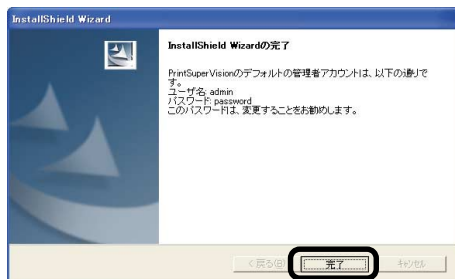 InstallShield Wizard
InstallShield Wizardの完了
PrintSuperVisionのデフォルトの管理者アカウントは、以下の通りで
す。
ユーザ名: admin
パスワード: password
このパスワードは、変更することをお勧めします。
< 戻る(B)
完了
キャンセル